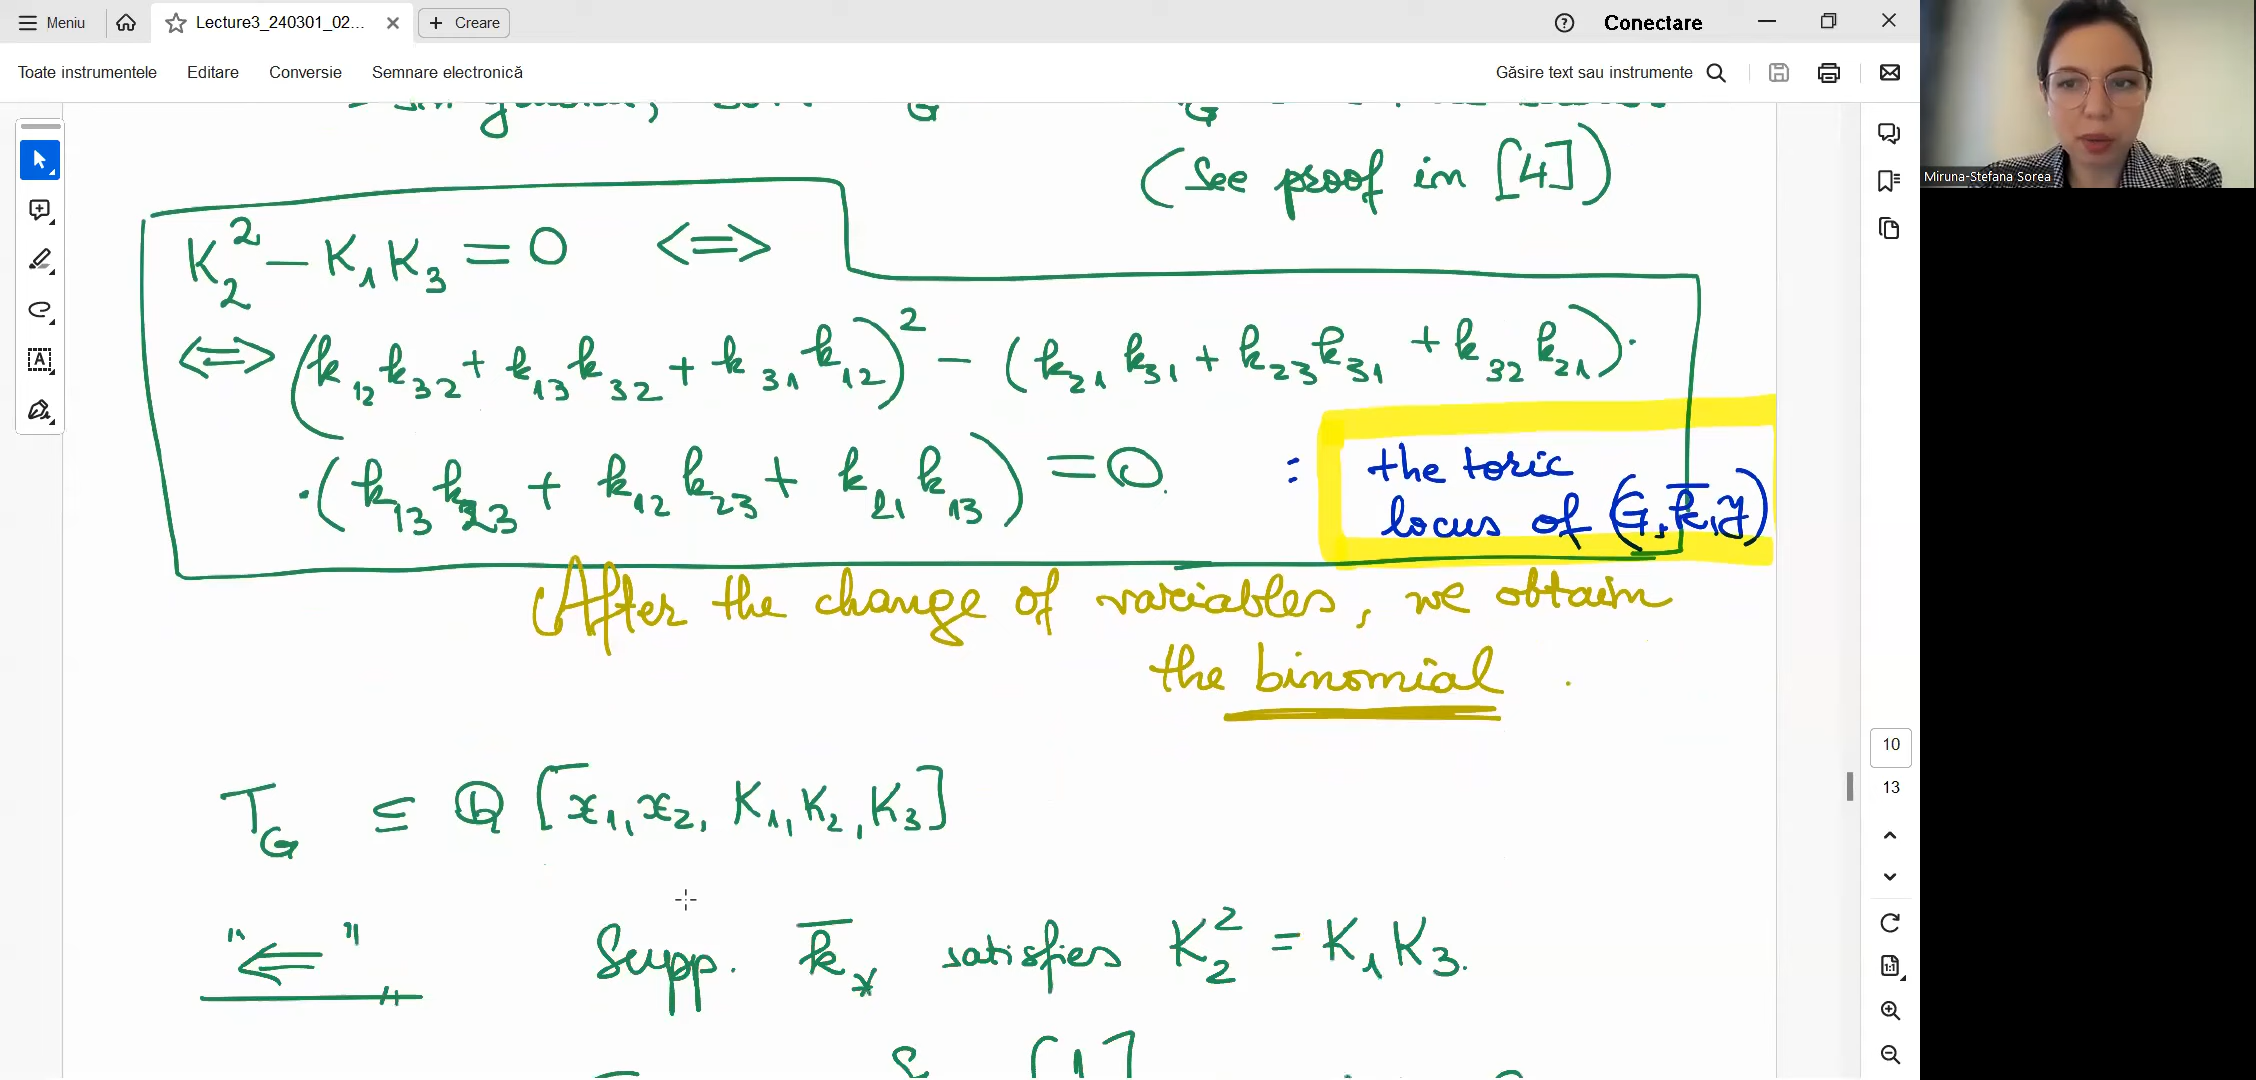 Meniu
Lecture3_240301_02...
Creare
Conectare
Toate instrumentele Editare Conversie Semnare electronică
Găsire text sau instrumente
Miruna-Stefana Sorea
(See proof in [4])
K₂² − K₁K₃ = 0 <=>
<=> (k₁₂k₃₂ + k₁₃k₃₂ + k₃₁k₁₂)² − (k₂₁k₃₁ + k₂₃k₃₁ + k₃₂k₂₁)·
·(k₁₃k₂₃ + k₁₂k₂₃ + k₂₁k₁₃) = 0.
: the toric
locus of (G, k̅, y)
After the change of variables, we obtain
the binomial .
T_G ⊆ Q [x₁, x₂, K₁, K₂, K₃]
"<=" Supp. k̅_* satisfies K₂² = K₁K₃.
[1]
10
13